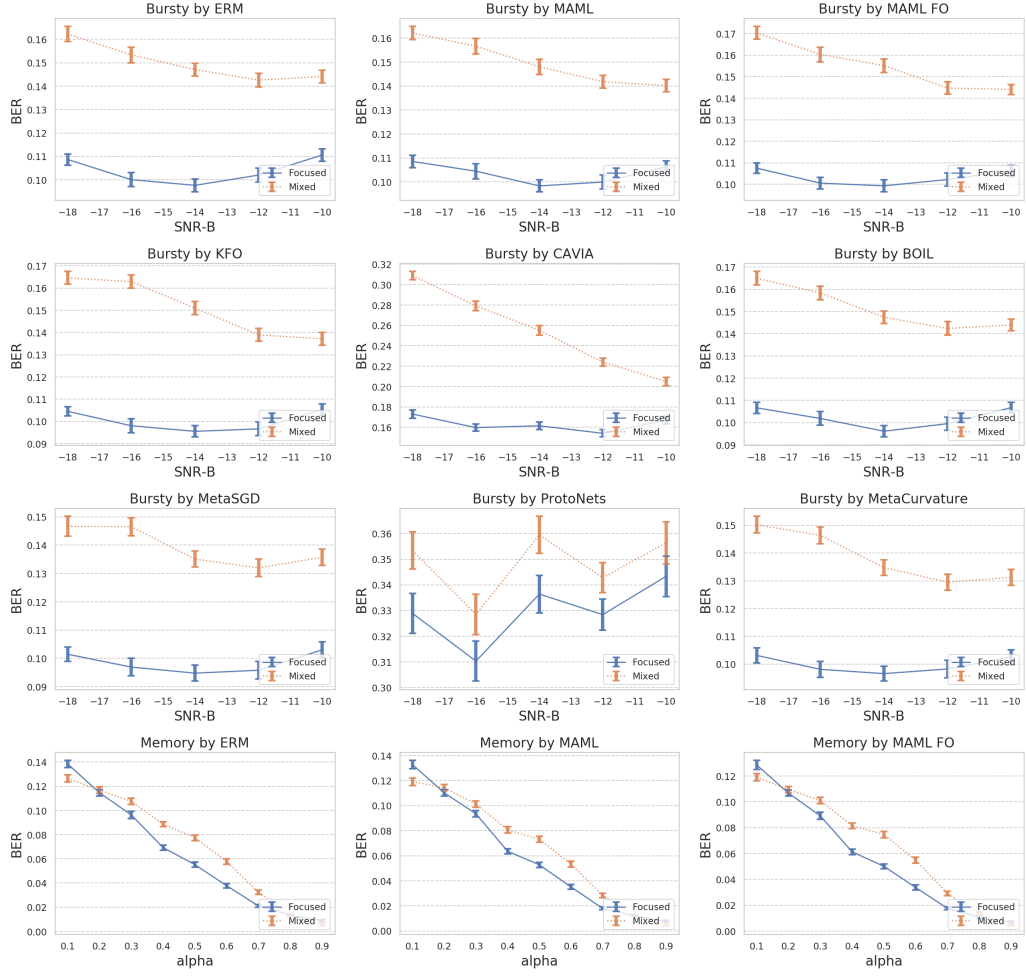 Bursty by ERM
BER
0.16
0.15
0.14
0.13
0.12
0.11
0.10
−18 −17 −16 −15 −14 −13 −12 −11 −10
SNR-B
Focused
Mixed
Bursty by MAML
BER
0.16
0.15
0.14
0.13
0.12
0.11
0.10
−18 −17 −16 −15 −14 −13 −12 −11 −10
SNR-B
Focused
Mixed
Bursty by MAML FO
BER
0.17
0.16
0.15
0.14
0.13
0.12
0.11
0.10
−18 −17 −16 −15 −14 −13 −12 −11 −10
SNR-B
Focused
Mixed
Bursty by KFO
BER
0.17
0.16
0.15
0.14
0.13
0.12
0.11
0.10
0.09
−18 −17 −16 −15 −14 −13 −12 −11 −10
SNR-B
Focused
Mixed
Bursty by CAVIA
BER
0.32
0.30
0.28
0.26
0.24
0.22
0.20
0.18
0.16
−18 −17 −16 −15 −14 −13 −12 −11 −10
SNR-B
Focused
Mixed
Bursty by BOIL
BER
0.17
0.16
0.15
0.14
0.13
0.12
0.11
0.10
0.09
−18 −17 −16 −15 −14 −13 −12 −11 −10
SNR-B
Focused
Mixed
Bursty by MetaSGD
BER
0.15
0.14
0.13
0.12
0.11
0.10
0.09
−18 −17 −16 −15 −14 −13 −12 −11 −10
SNR-B
Focused
Mixed
Bursty by ProtoNets
BER
0.36
0.35
0.34
0.33
0.32
0.31
0.30
−18 −17 −16 −15 −14 −13 −12 −11 −10
SNR-B
Focused
Mixed
Bursty by MetaCurvature
BER
0.15
0.14
0.13
0.12
0.11
0.10
−18 −17 −16 −15 −14 −13 −12 −11 −10
SNR-B
Focused
Mixed
Memory by ERM
BER
0.14
0.12
0.10
0.08
0.06
0.04
0.02
0.00
0.1 0.2 0.3 0.4 0.5 0.6 0.7 0.8 0.9
alpha
Focused
Mixed
Memory by MAML
BER
0.14
0.12
0.10
0.08
0.06
0.04
0.02
0.00
0.1 0.2 0.3 0.4 0.5 0.6 0.7 0.8 0.9
alpha
Focused
Mixed
Memory by MAML FO
BER
0.12
0.10
0.08
0.06
0.04
0.02
0.00
0.1 0.2 0.3 0.4 0.5 0.6 0.7 0.8 0.9
alpha
Focused
Mixed